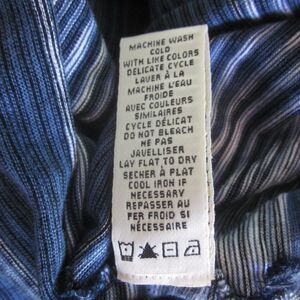 MACHINE WASH
COLD
WITH LIKE COLORS
DELICATE CYCLE
LAVER À LA
MACHINE L'EAU
FROIDE
AVEC COULEURS
SIMILAIRES
CYCLE DÉLICAT
DO NOT BLEACH
NE PAS
JAVELLISER
LAY FLAT TO DRY
SECHER À PLAT
COOL IRON IF
NECESSARY
REPASSER AU
FER FROID SI
NÉCESSAIRE